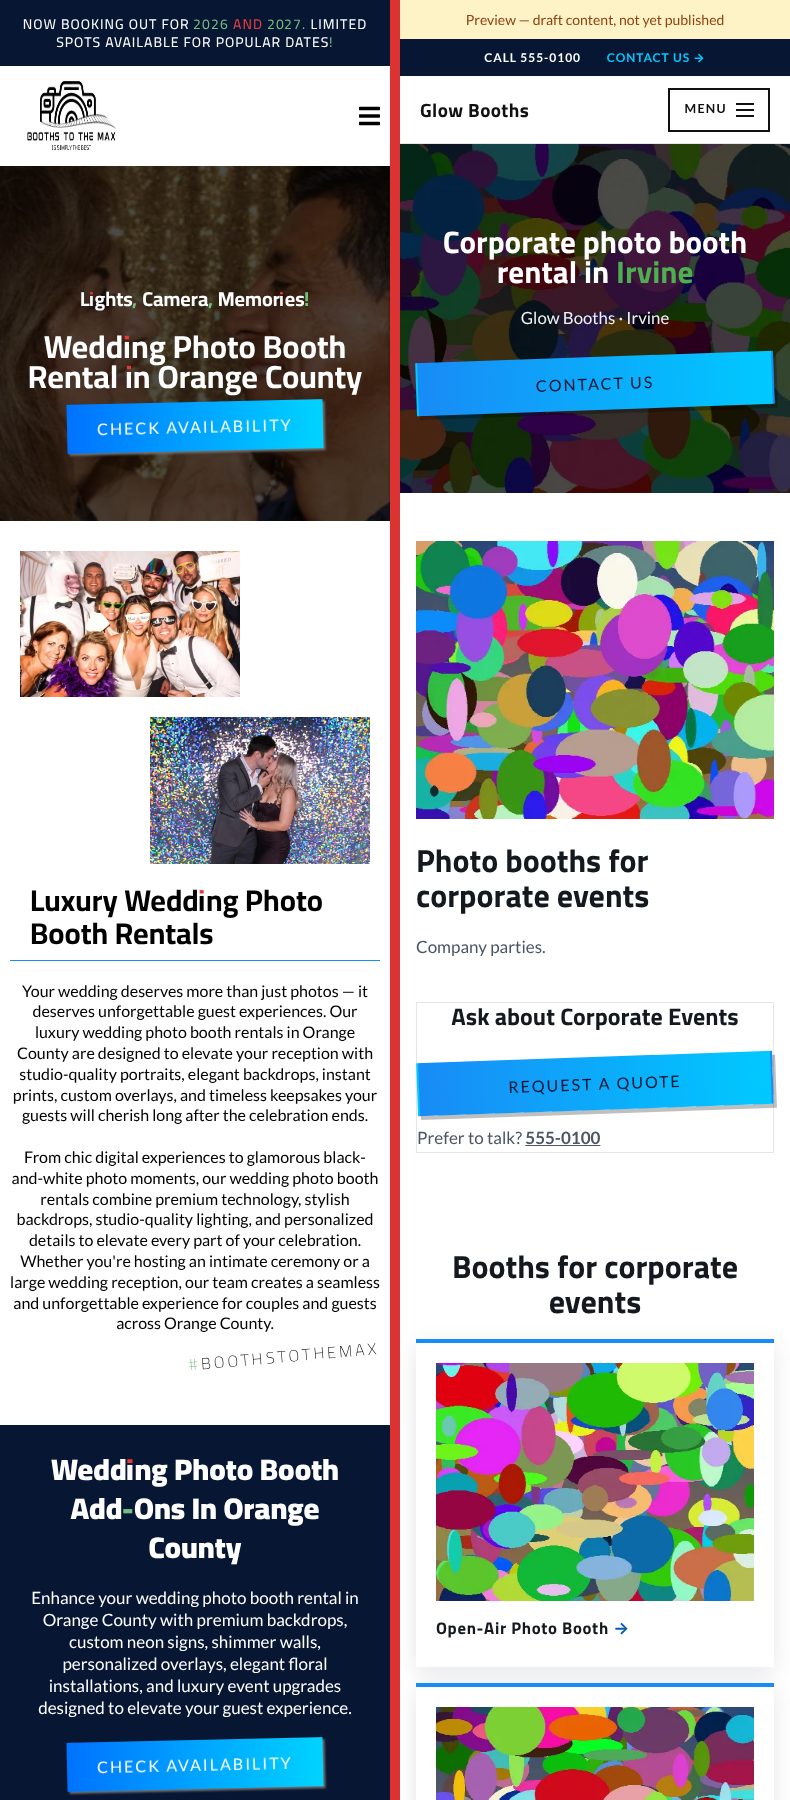 NOW BOOKING OUT FOR 2026 AND 2027. LIMITED
SPOTS AVAILABLE FOR POPULAR DATES!
BOOTHS TO THE MAX
Lights, Camera, Memories!
Wedding Photo Booth
Rental in Orange County
CHECK AVAILABILITY
Luxury Wedding Photo
Booth Rentals
Your wedding deserves more than just photos — it
deserves unforgettable guest experiences. Our
luxury wedding photo booth rentals in Orange
County are designed to elevate your reception with
studio-quality portraits, elegant backdrops, instant
prints, custom overlays, and timeless keepsakes your
guests will cherish long after the celebration ends.
From chic digital experiences to glamorous black-
and-white photo moments, our wedding photo booth
rentals combine premium technology, stylish
backdrops, studio-quality lighting, and personalized
details to elevate every part of your celebration.
Whether you're hosting an intimate ceremony or a
large wedding reception, our team creates a seamless
and unforgettable experience for couples and guests
across Orange County.
#BOOTHSTOTHEMAX
Wedding Photo Booth
Add-Ons In Orange
County
Enhance your wedding photo booth rental in
Orange County with premium backdrops,
custom neon signs, shimmer walls,
personalized overlays, elegant floral
installations, and luxury event upgrades
designed to elevate your guest experience.
CHECK AVAILABILITY
Preview — draft content, not yet published
CALL 555-0100 CONTACT US →
Glow Booths
MENU
Corporate photo booth
rental in Irvine
Glow Booths · Irvine
CONTACT US
Photo booths for
corporate events
Company parties.
Ask about Corporate Events
REQUEST A QUOTE
Prefer to talk? 555-0100
Booths for corporate
events
Open-Air Photo Booth →